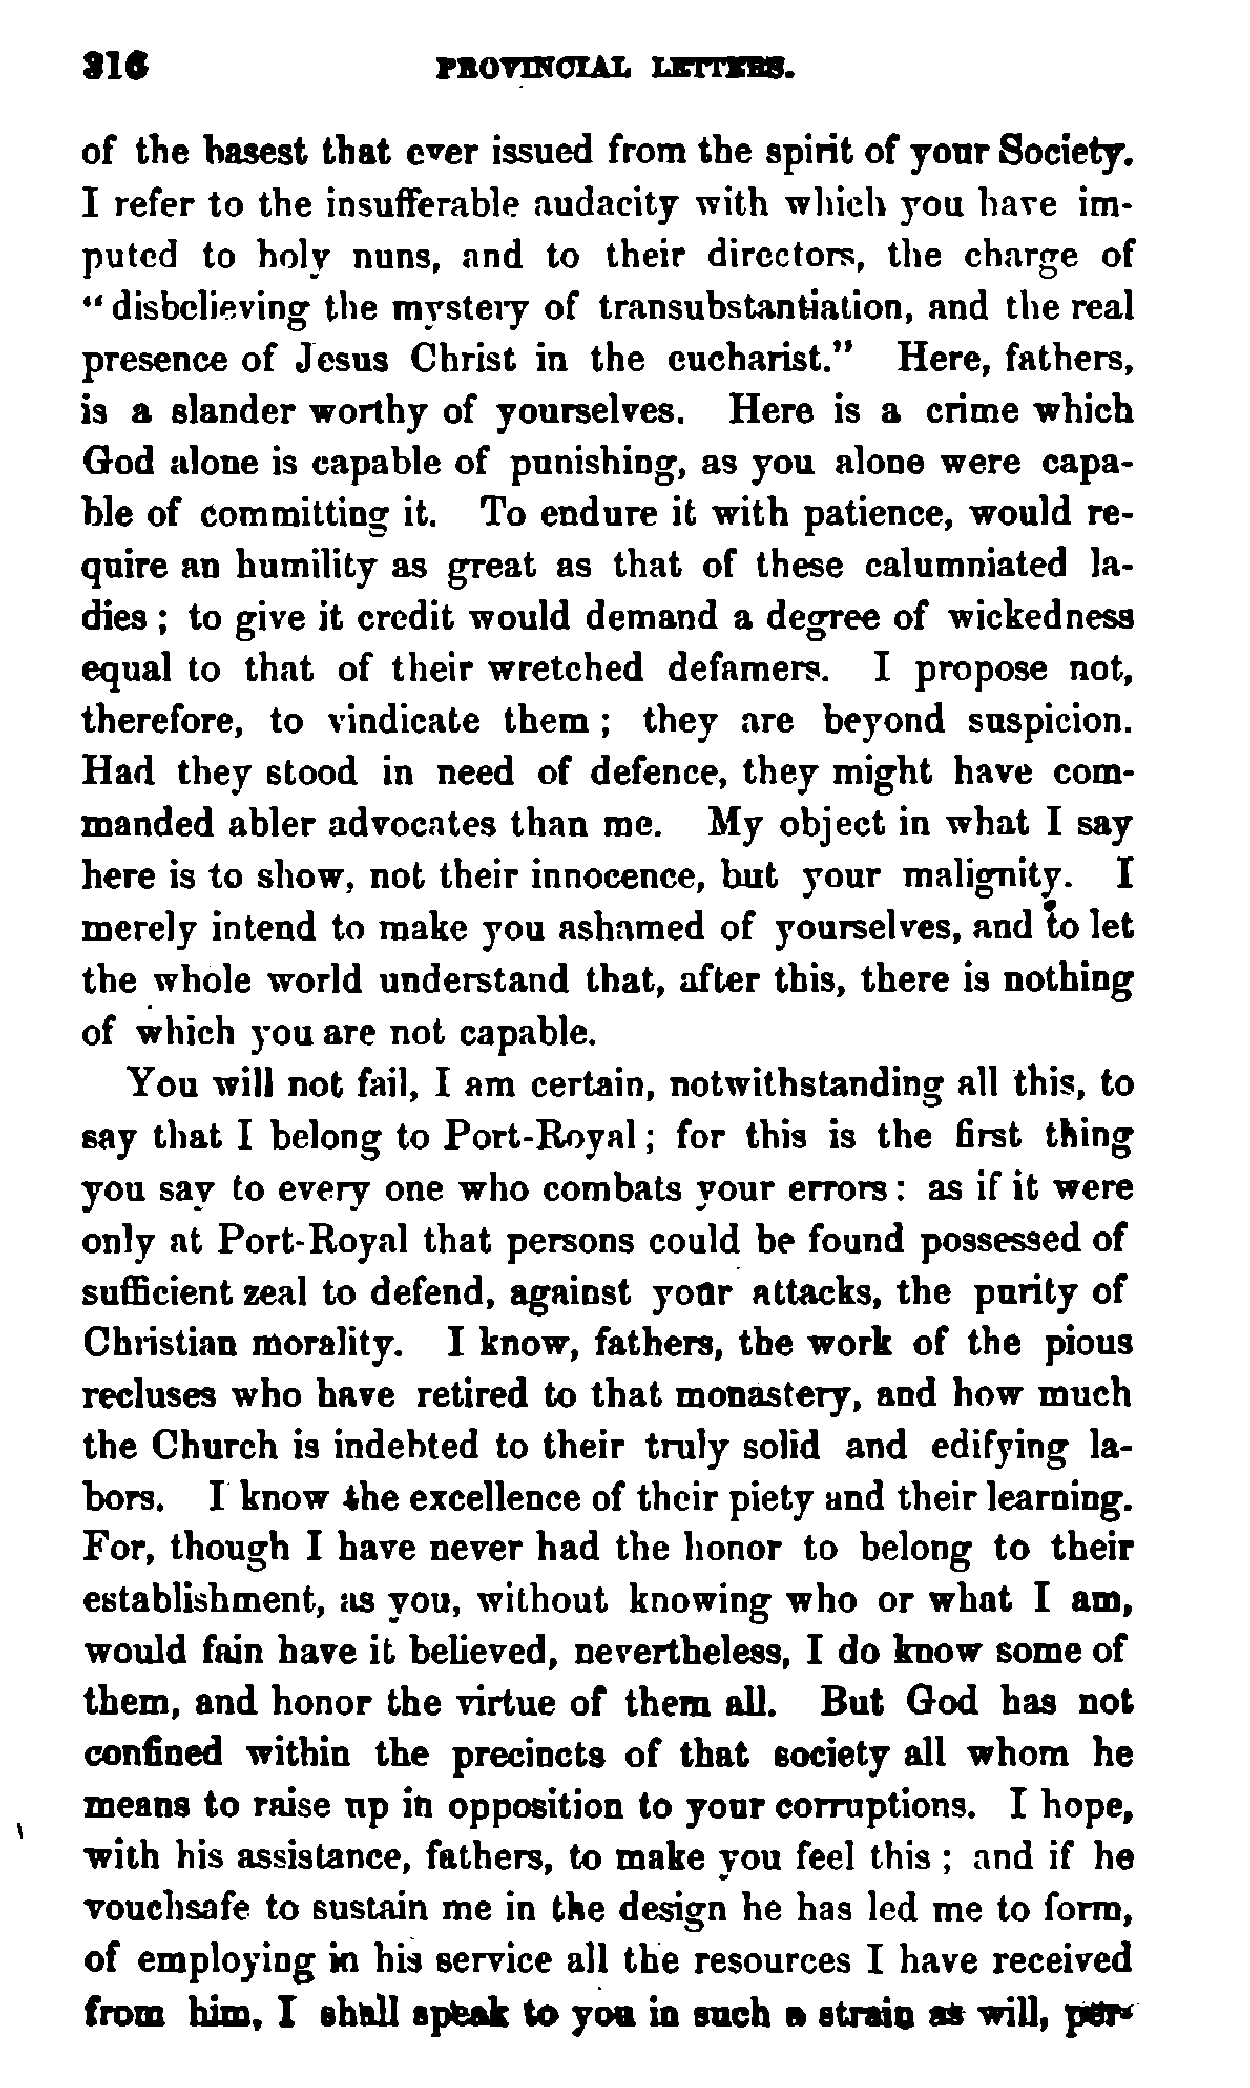 316 PROVINCIAL LETTERS.
of the basest that ever issued from the spirit of your Society.
I refer to the insufferable audacity with which you have im-
puted to holy nuns, and to their directors, the charge of
“disbelieving the mystery of transubstantiation, and the real
presence of Jesus Christ in the eucharist.” Here, fathers,
is a slander worthy of yourselves. Here is a crime which
God alone is capable of punishing, as you alone were capa-
ble of committing it. To endure it with patience, would re-
quire an humility as great as that of these calumniated la-
dies ; to give it credit would demand a degree of wickedness
equal to that of their wretched defamers. I propose not,
therefore, to vindicate them ; they are beyond suspicion.
Had they stood in need of defence, they might have com-
manded abler advocates than me. My object in what I say
here is to show, not their innocence, but your malignity. I
merely intend to make you ashamed of yourselves, and to let
the whole world understand that, after this, there is nothing
of which you are not capable.
You will not fail, I am certain, notwithstanding all this, to
say that I belong to Port-Royal ; for this is the first thing
you say to every one who combats your errors : as if it were
only at Port-Royal that persons could be found possessed of
sufficient zeal to defend, against your attacks, the purity of
Christian morality. I know, fathers, the work of the pious
recluses who have retired to that monastery, and how much
the Church is indebted to their truly solid and edifying la-
bors. I know the excellence of their piety and their learning.
For, though I have never had the honor to belong to their
establishment, as you, without knowing who or what I am,
would fain have it believed, nevertheless, I do know some of
them, and honor the virtue of them all. But God has not
confined within the precincts of that society all whom he
means to raise up in opposition to your corruptions. I hope,
with his assistance, fathers, to make you feel this ; and if he
vouchsafe to sustain me in the design he has led me to form,
of employing in his service all the resources I have received
from him, I shall speak to you in such a strain as will, per-